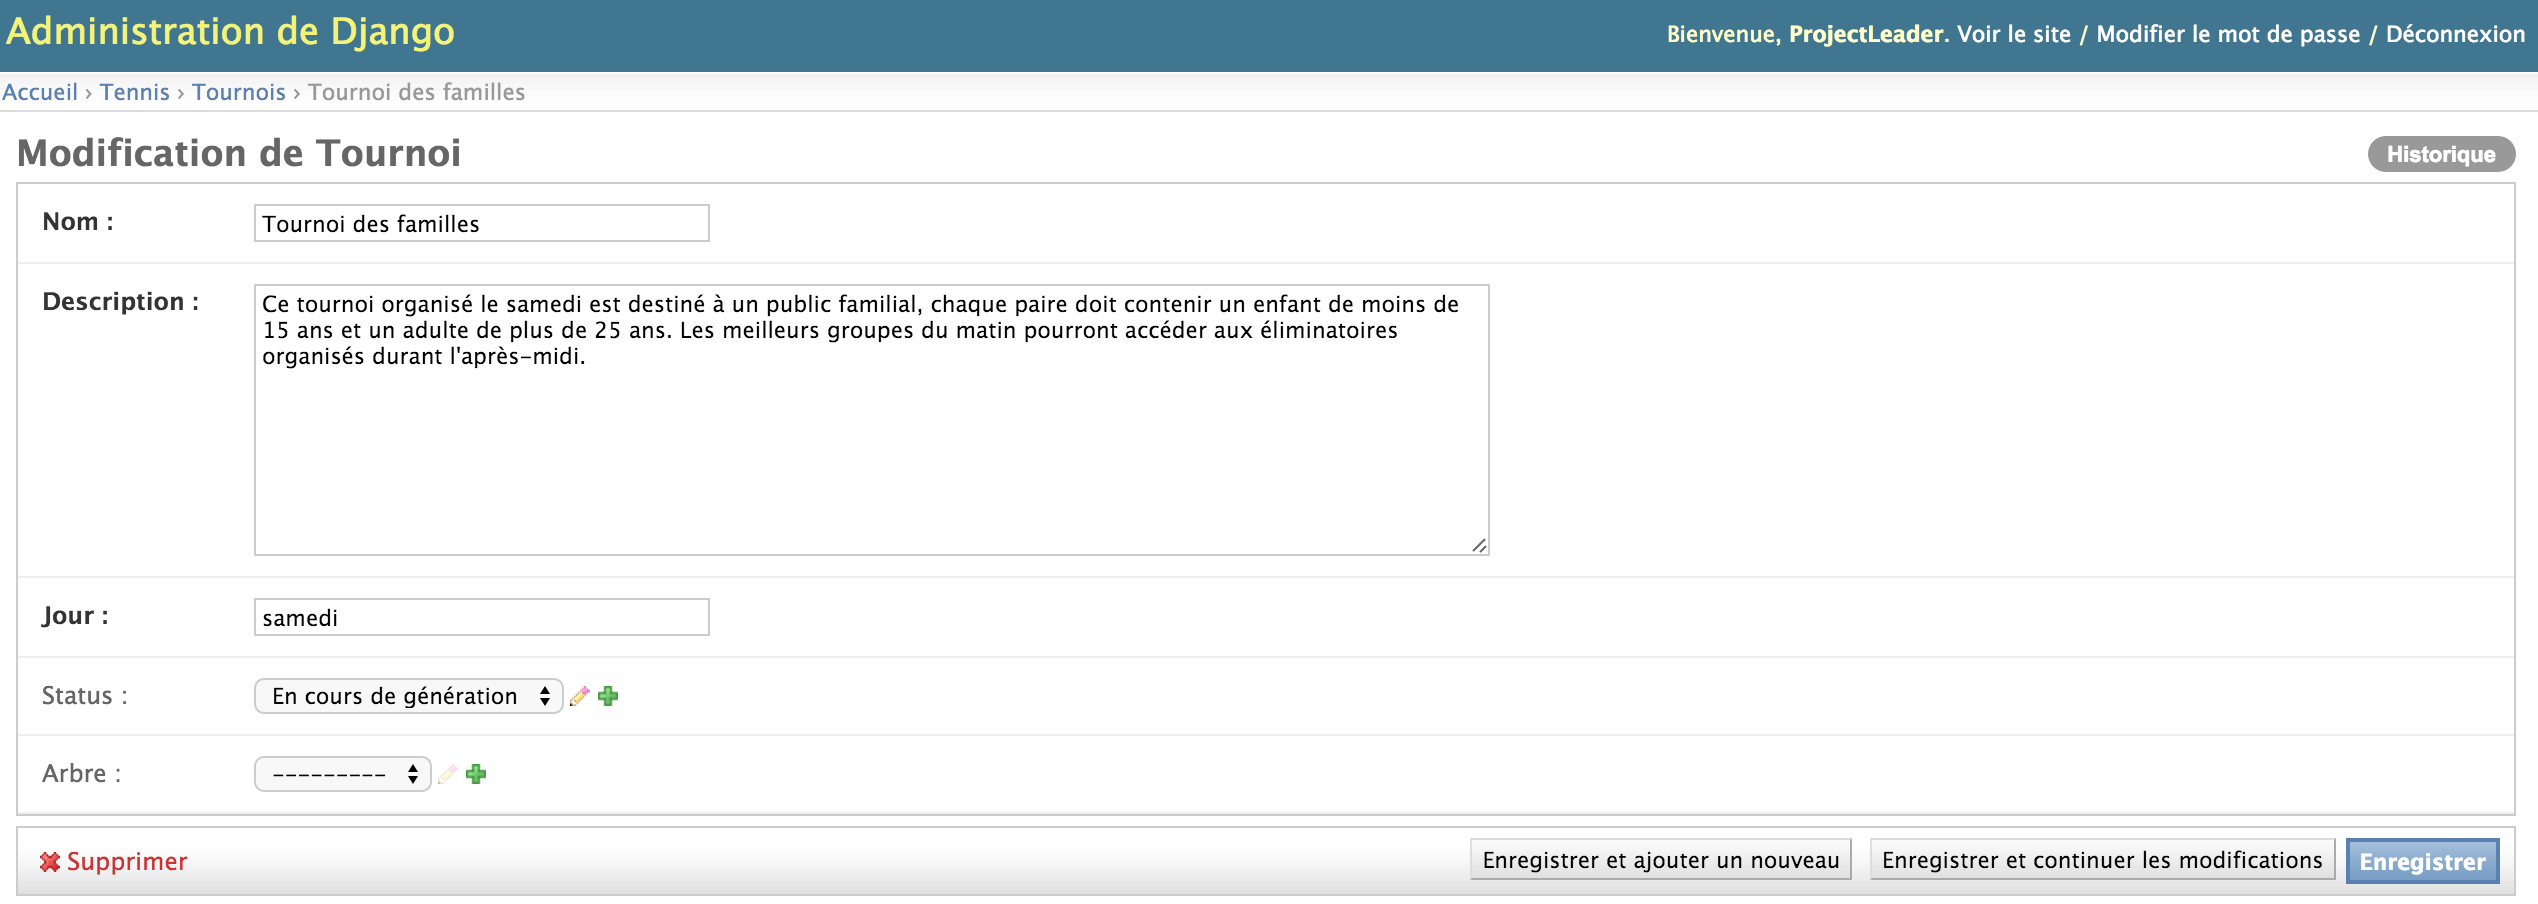 Administration de Django
Bienvenue, ProjectLeader. Voir le site / Modifier le mot de passe / Déconnexion
Accueil › Tennis › Tournois › Tournoi des familles
Modification de Tournoi
Historique
Nom :
Tournoi des familles
Description :
Ce tournoi organisé le samedi est destiné à un public familial, chaque paire doit contenir un enfant de moins de
15 ans et un adulte de plus de 25 ans. Les meilleurs groupes du matin pourront accéder aux éliminatoires
organisés durant l'après-midi.
Jour :
samedi
Status :
En cours de génération
Arbre :
---------
Supprimer
Enregistrer et ajouter un nouveau
Enregistrer et continuer les modifications
Enregistrer